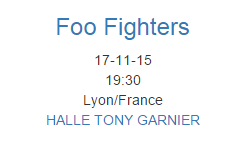 Foo Fighters
17-11-15
19:30
Lyon/France
HALLE TONY GARNIER